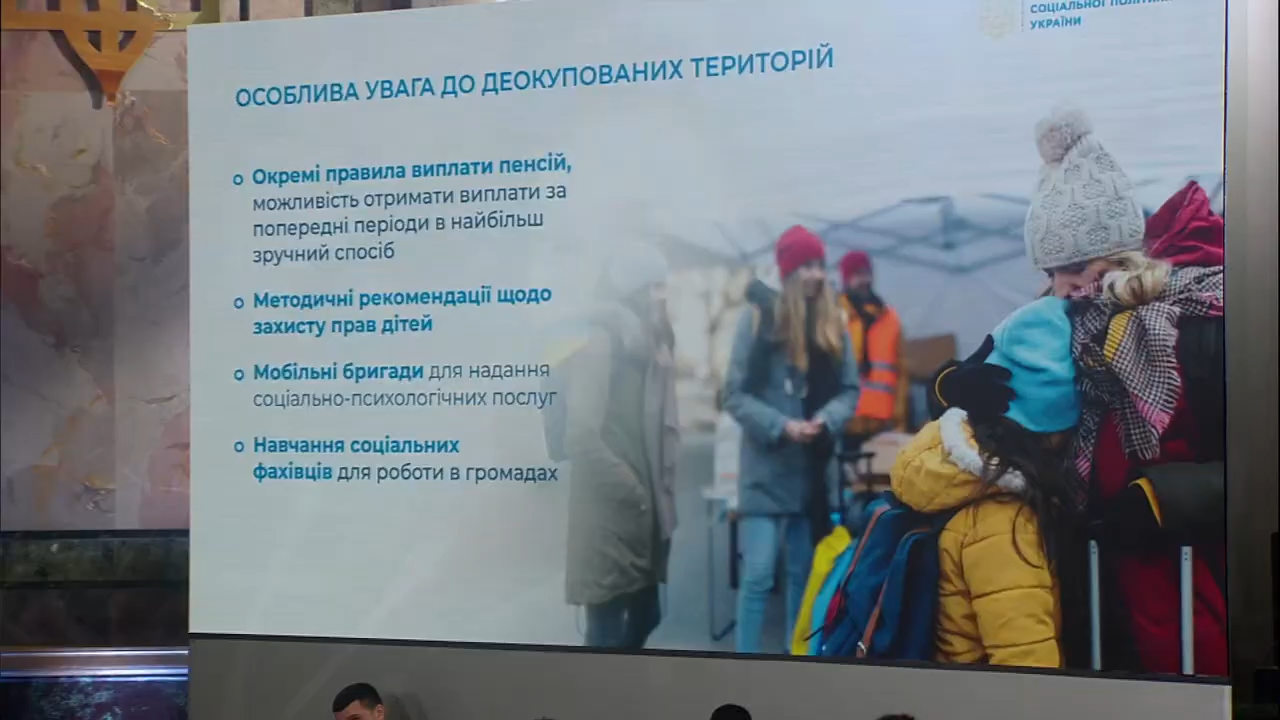 СОЦІАЛЬНОЇ ПОЛІТИКИ
УКРАЇНИ
ОСОБЛИВА УВАГА ДО ДЕОКУПОВАНИХ ТЕРИТОРІЙ
Окремі правила виплати пенсій,
можливість отримати виплати за
попередні періоди в найбільш
зручний спосіб
Методичні рекомендації щодо
захисту прав дітей
Мобільні бригади для надання
соціально-психологічних послуг
Навчання соціальних
фахівців для роботи в громадах